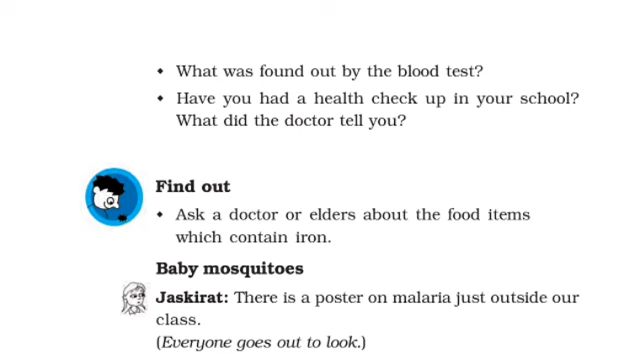 • What was found out by the blood test?
• Have you had a health check up in your school?
What did the doctor tell you?
Find out
• Ask a doctor or elders about the food items
which contain iron.
Baby mosquitoes
Jaskirat: There is a poster on malaria just outside our
class.
(Everyone goes out to look.)